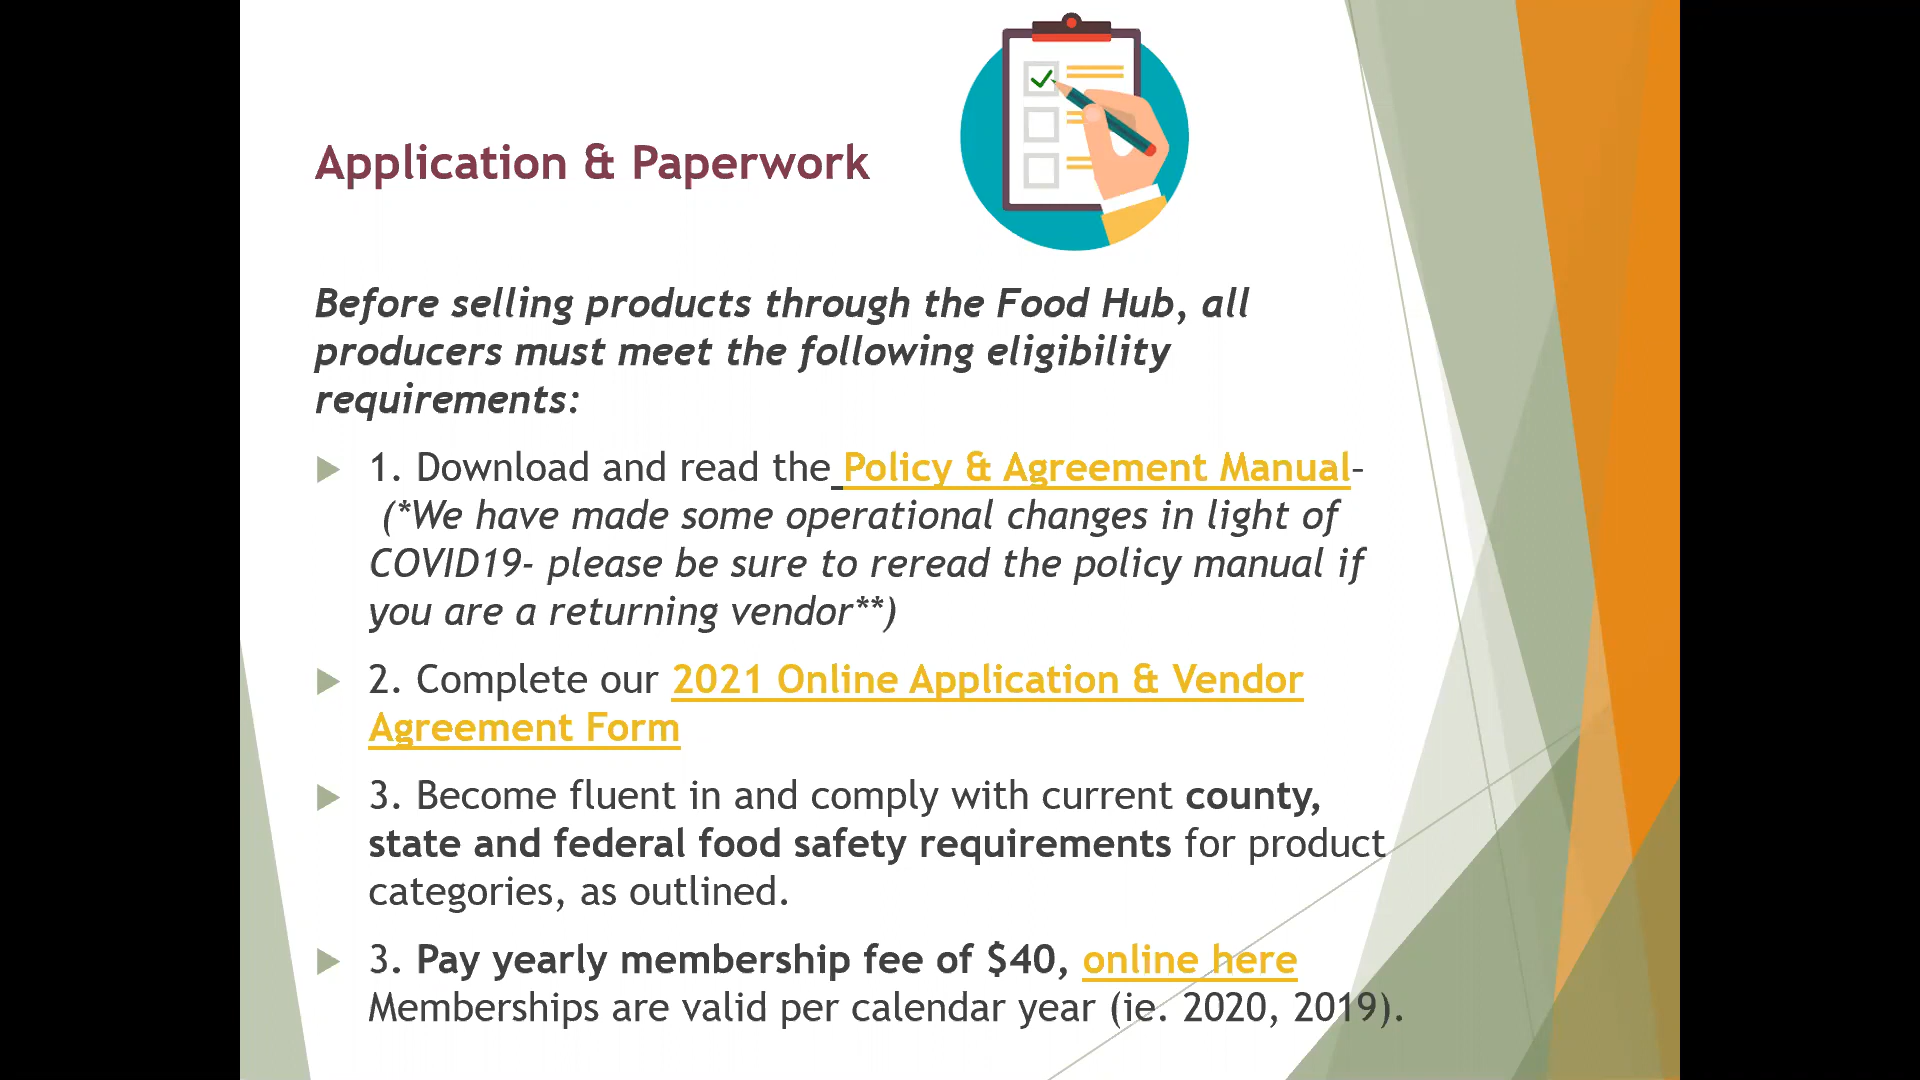 Application & Paperwork
Before selling products through the Food Hub, all
producers must meet the following eligibility
requirements:
1. Download and read the Policy & Agreement Manual–
(*We have made some operational changes in light of
COVID19- please be sure to reread the policy manual if
you are a returning vendor**)
2. Complete our 2021 Online Application & Vendor
Agreement Form
3. Become fluent in and comply with current county,
state and federal food safety requirements for product
categories, as outlined.
3. Pay yearly membership fee of $40, online here
Memberships are valid per calendar year (ie. 2020, 2019).